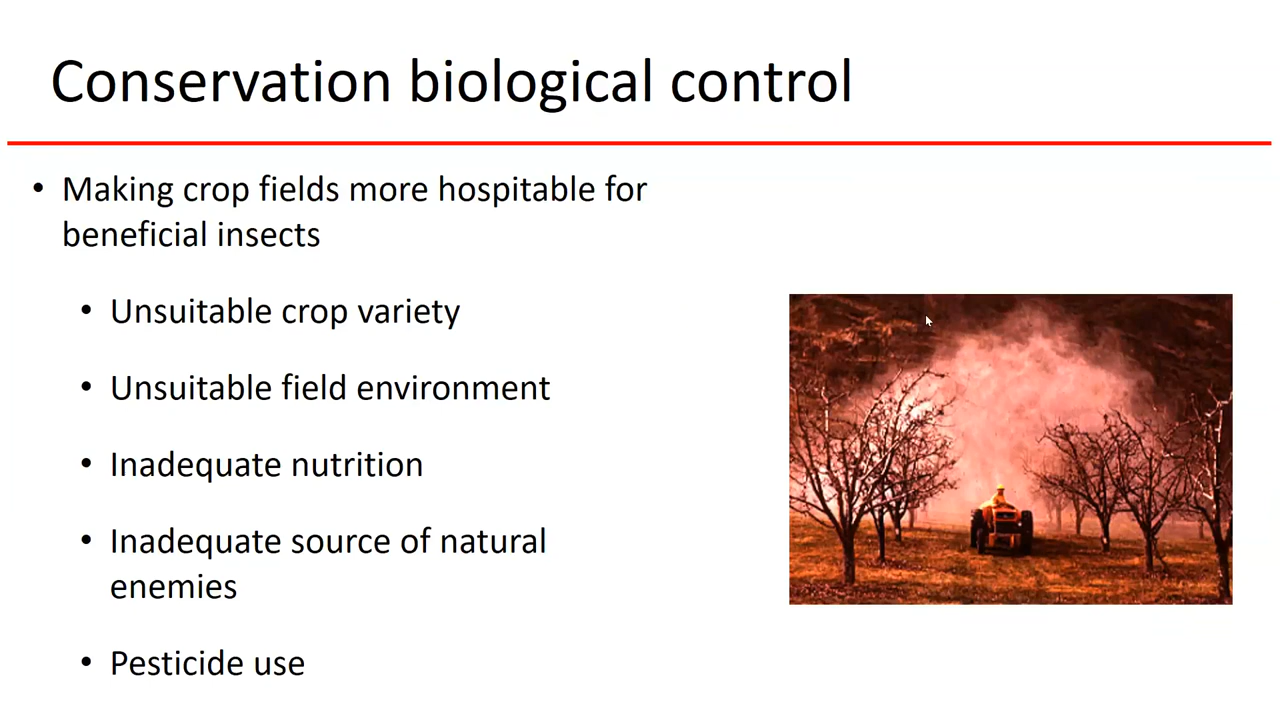 Conservation biological control
• Making crop fields more hospitable for
beneficial insects
• Unsuitable crop variety
• Unsuitable field environment
• Inadequate nutrition
• Inadequate source of natural
enemies
• Pesticide use